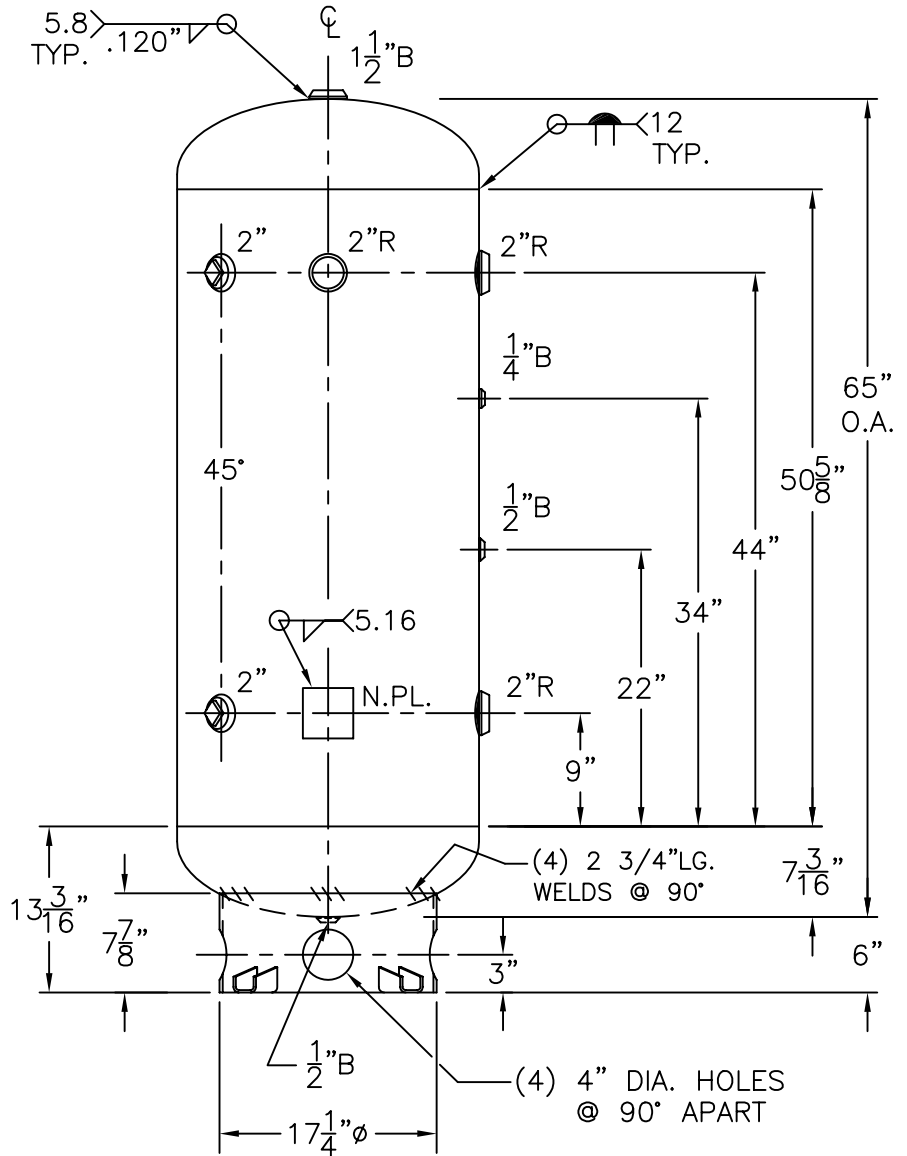 5.8
TYP.
.120”
℄
1 1/2”B
12
TYP.
2”
2”R
2”R
1/4”B
65”
O.A.
45°
50 5/8”
1/2”B
44”
34”
5.16
2”
N.PL.
2”R
22”
9”
(4) 2 3/4”LG.
WELDS @ 90°
7 3/16”
13 3/16”
7 7/8”
6”
3”
1/2”B
(4) 4” DIA. HOLES
@ 90° APART
17 1/4”ø